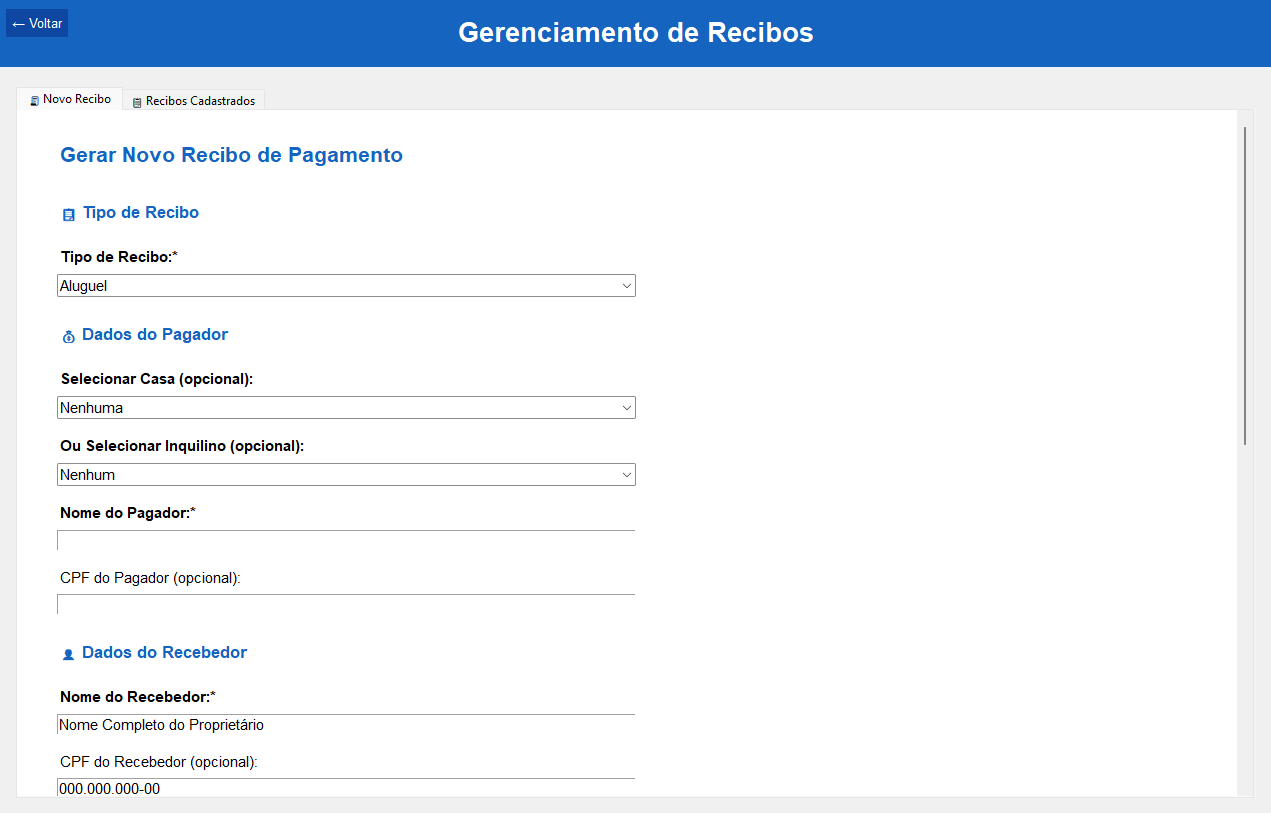 ← Voltar
Gerenciamento de Recibos
Novo Recibo
Recibos Cadastrados
Gerar Novo Recibo de Pagamento
Tipo de Recibo
Tipo de Recibo:*
Aluguel
Dados do Pagador
Selecionar Casa (opcional):
Nenhuma
Ou Selecionar Inquilino (opcional):
Nenhum
Nome do Pagador:*
CPF do Pagador (opcional):
Dados do Recebedor
Nome do Recebedor:*
Nome Completo do Proprietário
CPF do Recebedor (opcional):
000.000.000-00